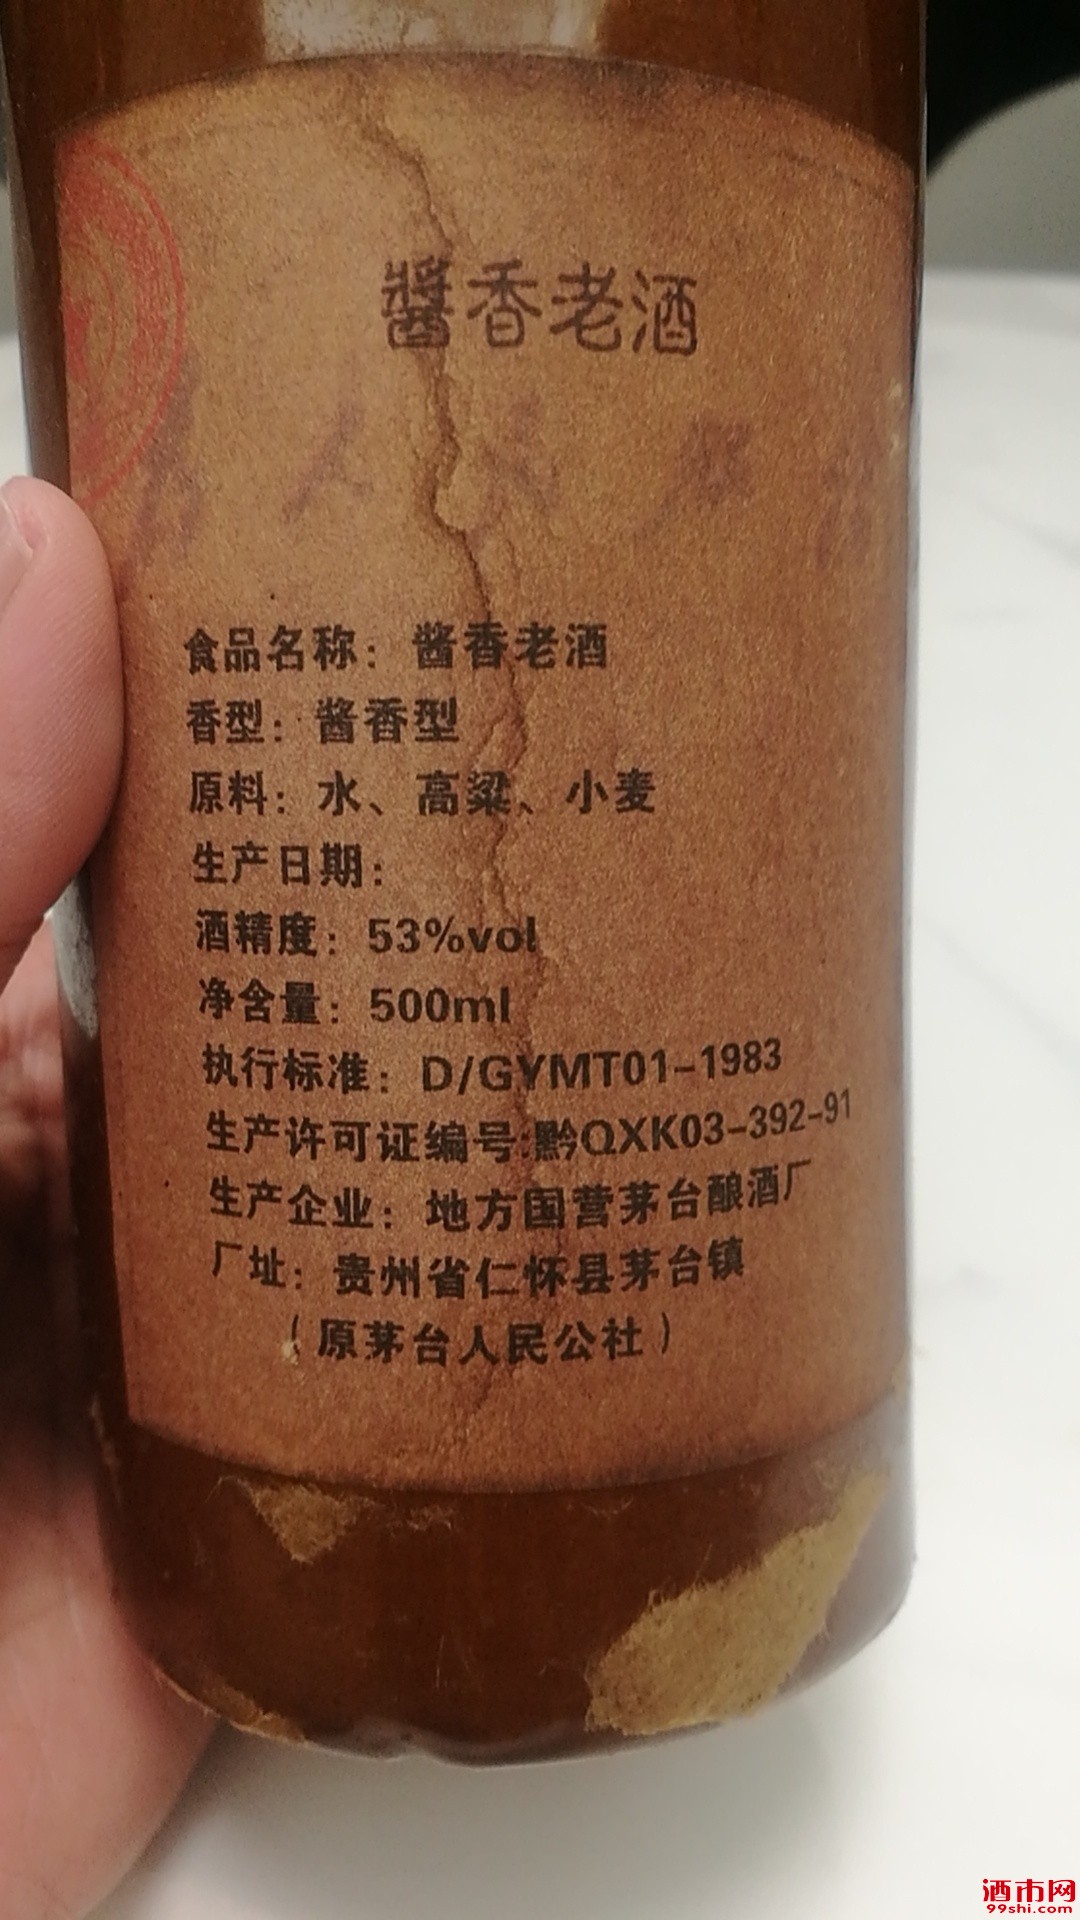 醬香老酒
食品名称：酱香老酒
香型：酱香型
原料：水、高粱、小麦
生产日期：
酒精度：53%vol
净含量：500ml
执行标准：D/GYMT01-1983
生产许可证编号:黔QXK03-392-91
生产企业：地方国营茅台酿酒厂
厂址：贵州省仁怀县茅台镇
（原茅台人民公社）
酒市网
99shi.com